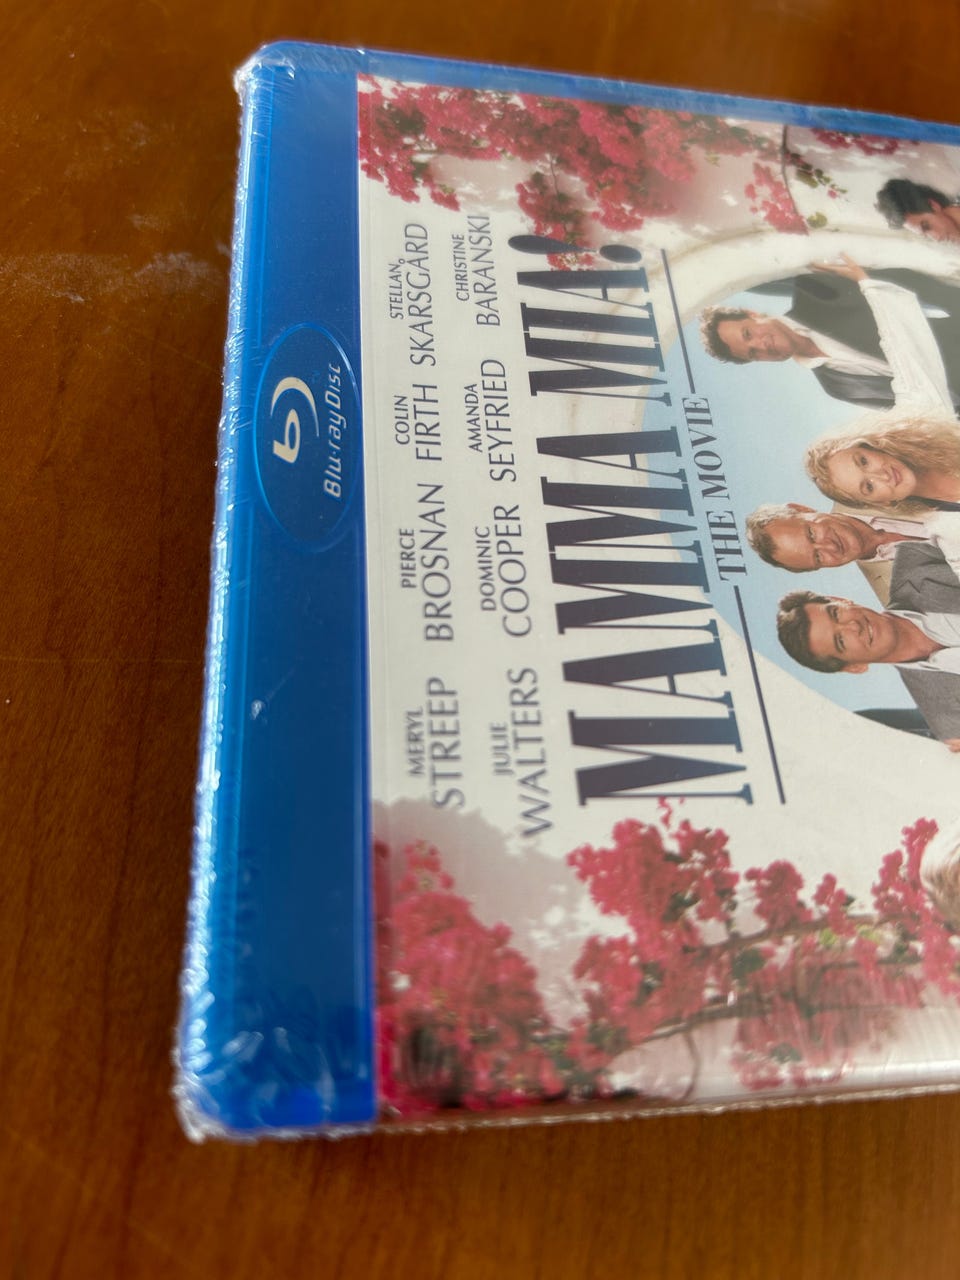 Blu-ray Disc
MERYL STREEP PIERCE BROSNAN COLIN FIRTH STELLAN SKARSGÅRD
JULIE WALTERS DOMINIC COOPER AMANDA SEYFRIED CHRISTINE BARANSKI
MAMMA MIA!
THE MOVIE